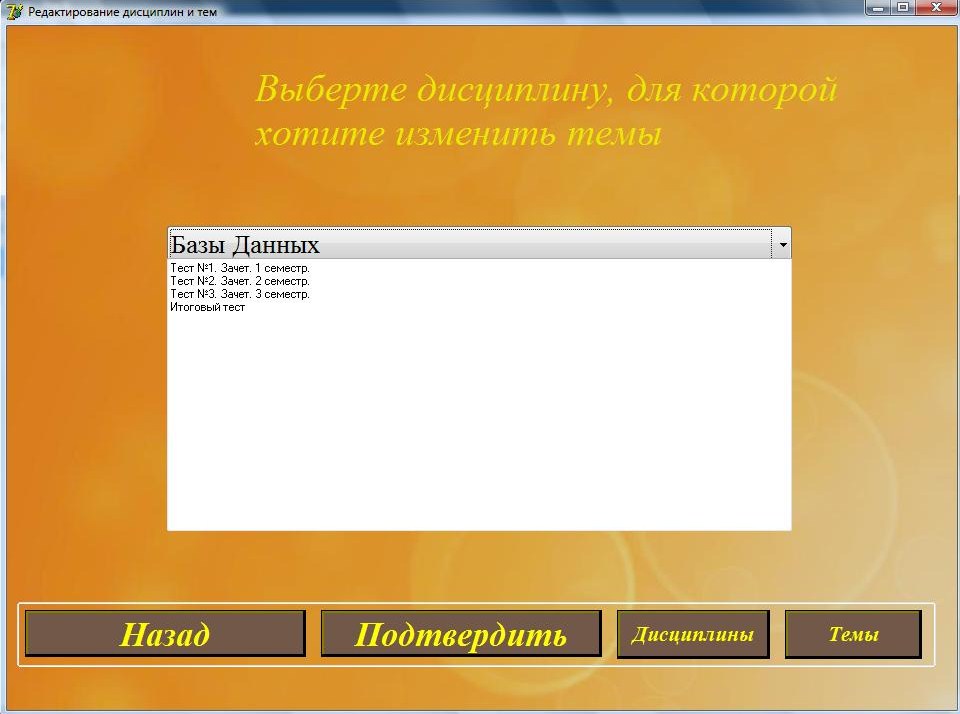 Редактирование дисциплин и тем
Выберте дисциплину, для которой
хотите изменить темы
Базы Данных
Тест №1. Зачет. 1 семестр.
Тест №2. Зачет. 2 семестр.
Тест №3. Зачет. 3 семестр.
Итоговый тест
Назад
Подтвердить
Дисциплины
Темы